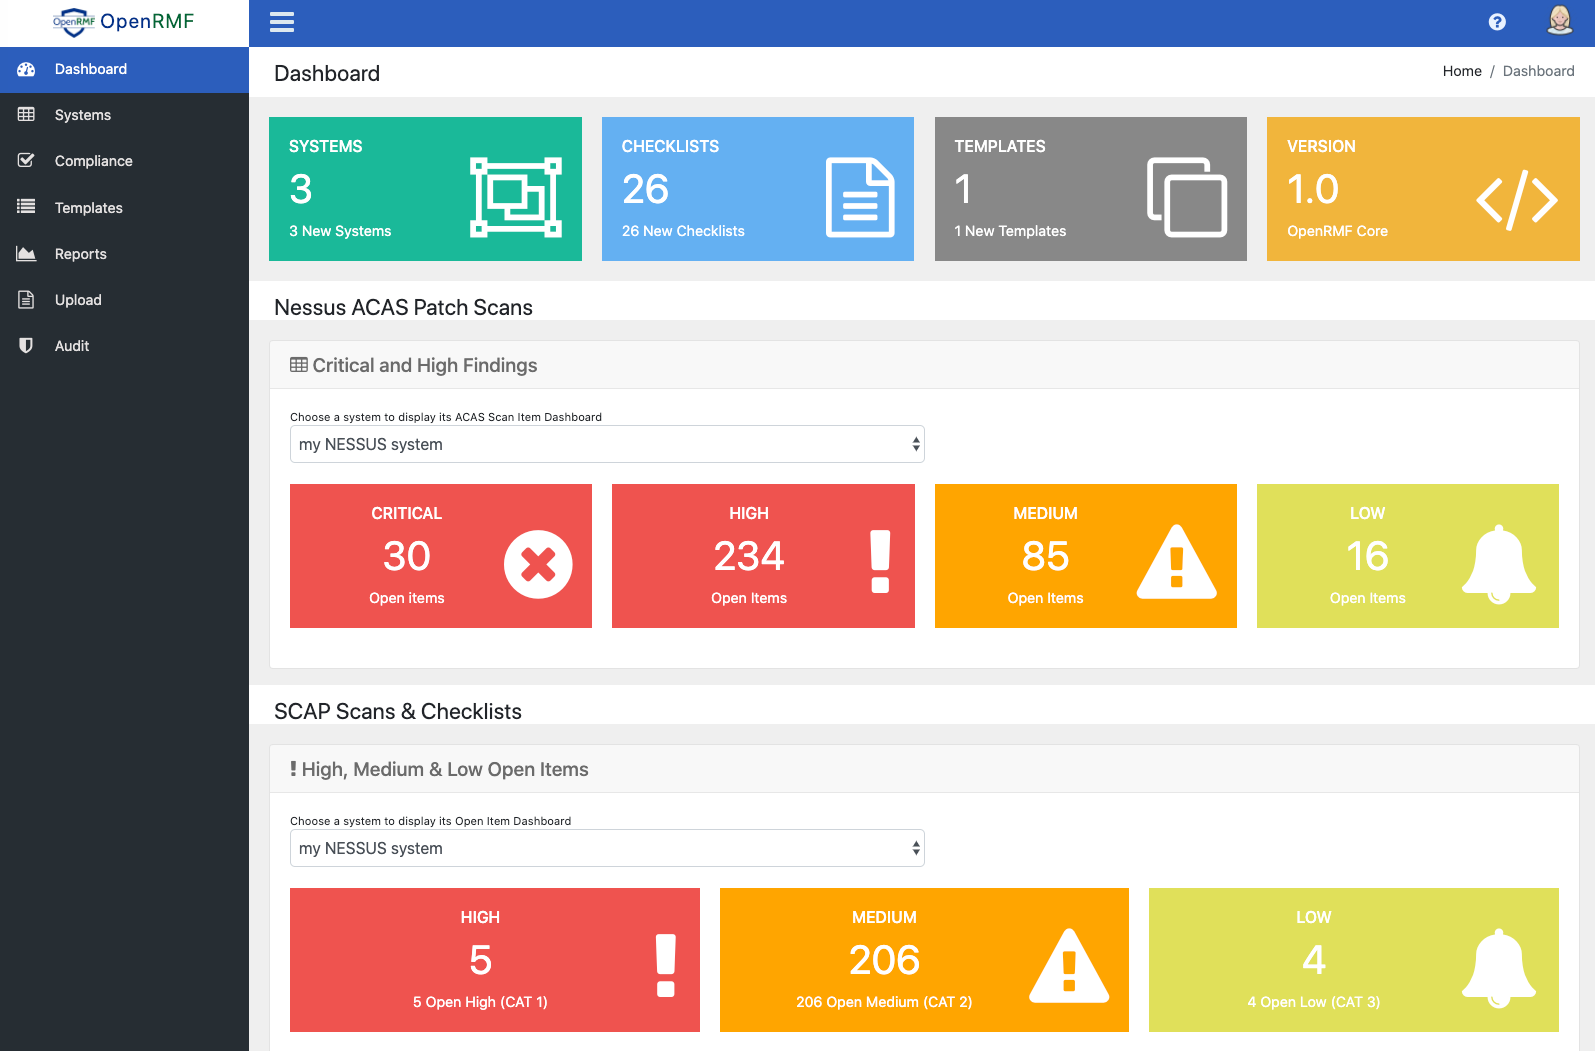 OpenRMF OpenRMF
Dashboard
Systems
Compliance
Templates
Reports
Upload
Audit
Dashboard
Home / Dashboard
SYSTEMS
3
3 New Systems
CHECKLISTS
26
26 New Checklists
TEMPLATES
1
1 New Templates
VERSION
1.0
OpenRMF Core
Nessus ACAS Patch Scans
Critical and High Findings
Choose a system to display its ACAS Scan Item Dashboard
my NESSUS system
CRITICAL
30
Open items
HIGH
234
Open Items
MEDIUM
85
Open Items
LOW
16
Open Items
SCAP Scans & Checklists
High, Medium & Low Open Items
Choose a system to display its Open Item Dashboard
my NESSUS system
HIGH
5
5 Open High (CAT 1)
MEDIUM
206
206 Open Medium (CAT 2)
LOW
4
4 Open Low (CAT 3)